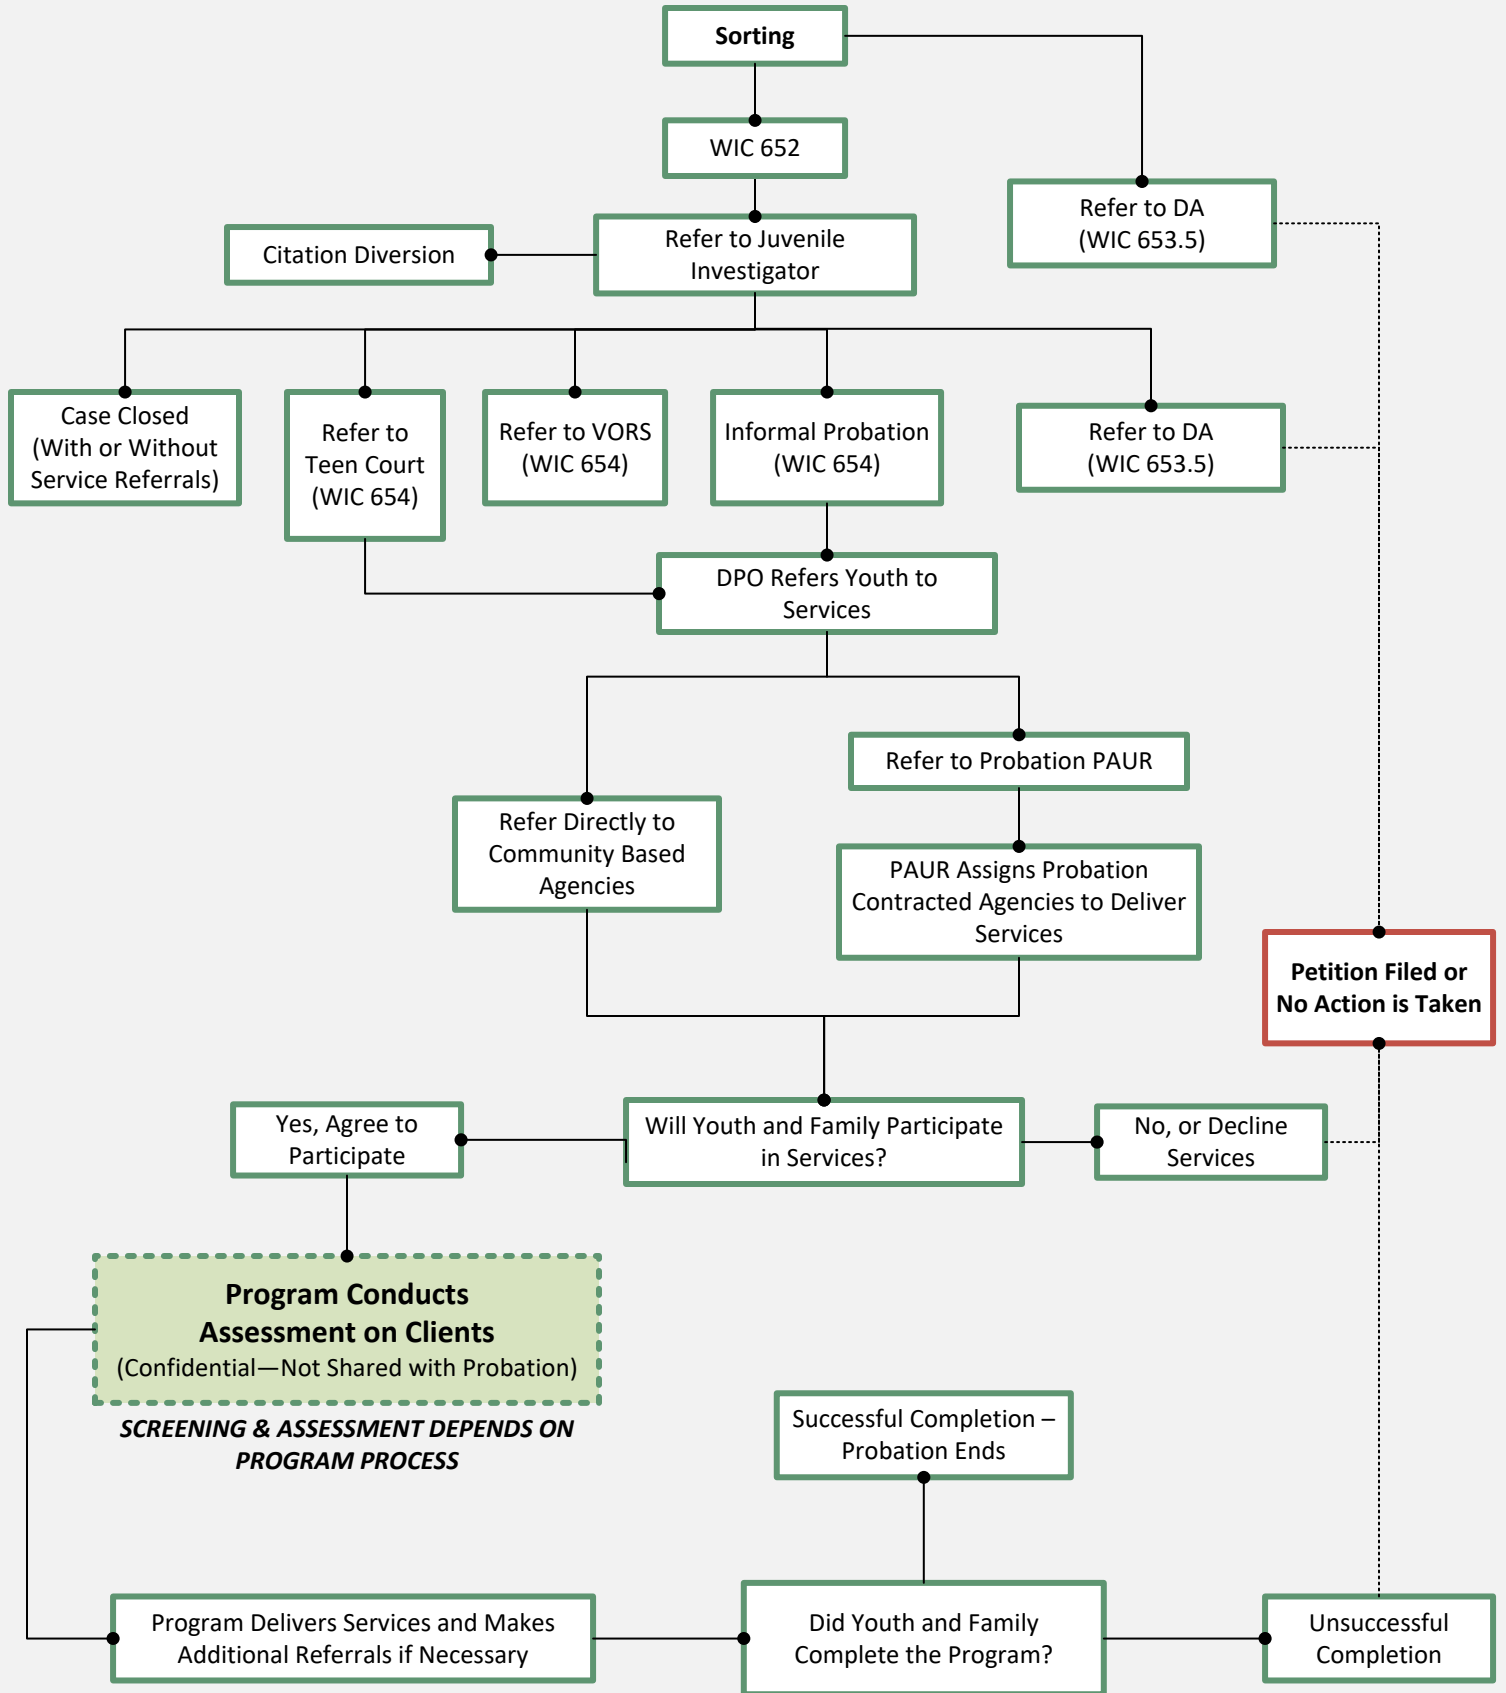 Sorting
WIC 652
Refer to DA
(WIC 653.5)
Citation Diversion
Refer to Juvenile
Investigator
Case Closed
(With or Without
Service Referrals)
Refer to
Teen Court
(WIC 654)
Refer to VORS
(WIC 654)
Informal Probation
(WIC 654)
Refer to DA
(WIC 653.5)
DPO Refers Youth to
Services
Refer to Probation PAUR
Refer Directly to
Community Based
Agencies
PAUR Assigns Probation
Contracted Agencies to Deliver
Services
Petition Filed or
No Action is Taken
Yes, Agree to
Participate
Will Youth and Family Participate
in Services?
No, or Decline
Services
Program Conducts
Assessment on Clients
(Confidential—Not Shared with Probation)
SCREENING & ASSESSMENT DEPENDS ON
PROGRAM PROCESS
Successful Completion –
Probation Ends
Program Delivers Services and Makes
Additional Referrals if Necessary
Did Youth and Family
Complete the Program?
Unsuccessful
Completion